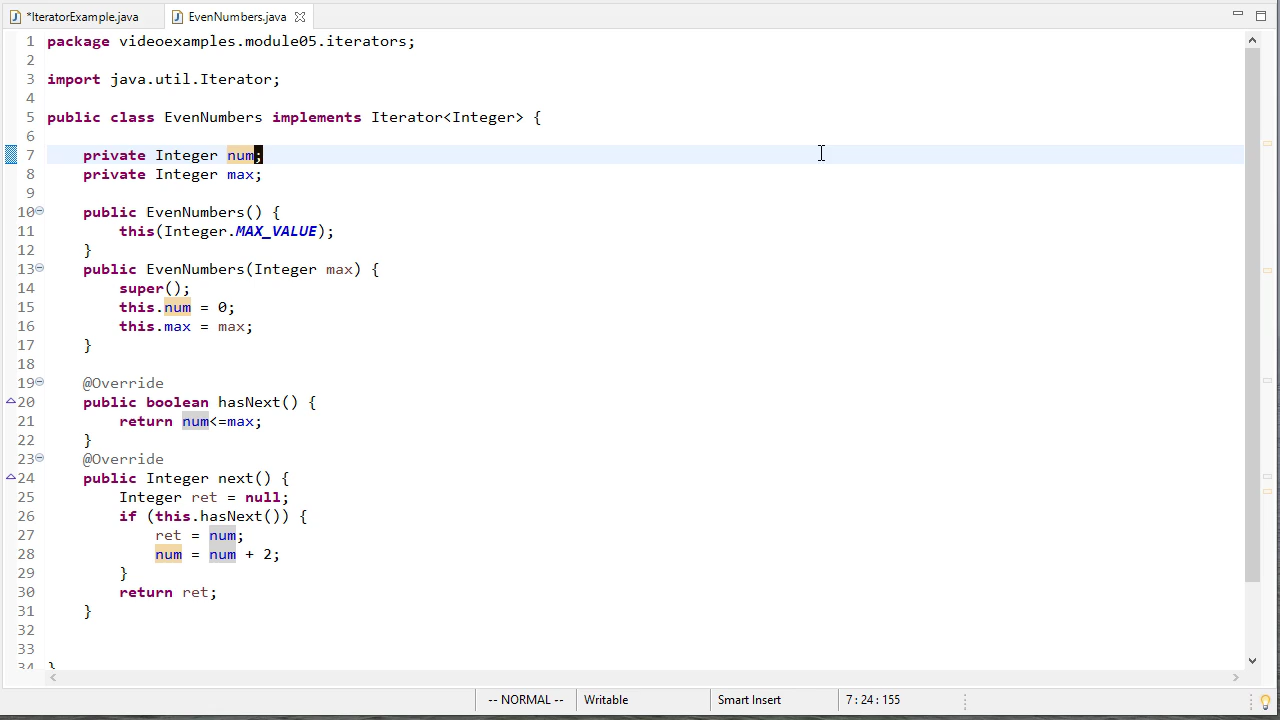 *IteratorExample.java EvenNumbers.java
1 package videoexamples.module05.iterators;
2
3 import java.util.Iterator;
4
5 public class EvenNumbers implements Iterator<Integer> {
6
7     private Integer num;
8     private Integer max;
9
10     public EvenNumbers() {
11         this(Integer.MAX_VALUE);
12     }
13     public EvenNumbers(Integer max) {
14         super();
15         this.num = 0;
16         this.max = max;
17     }
18
19     @Override
20     public boolean hasNext() {
21         return num<=max;
22     }
23     @Override
24     public Integer next() {
25         Integer ret = null;
26         if (this.hasNext()) {
27             ret = num;
28             num = num + 2;
29         }
30         return ret;
31     }
32
33
34 }
-- NORMAL -- Writable Smart Insert 7 : 24 : 155